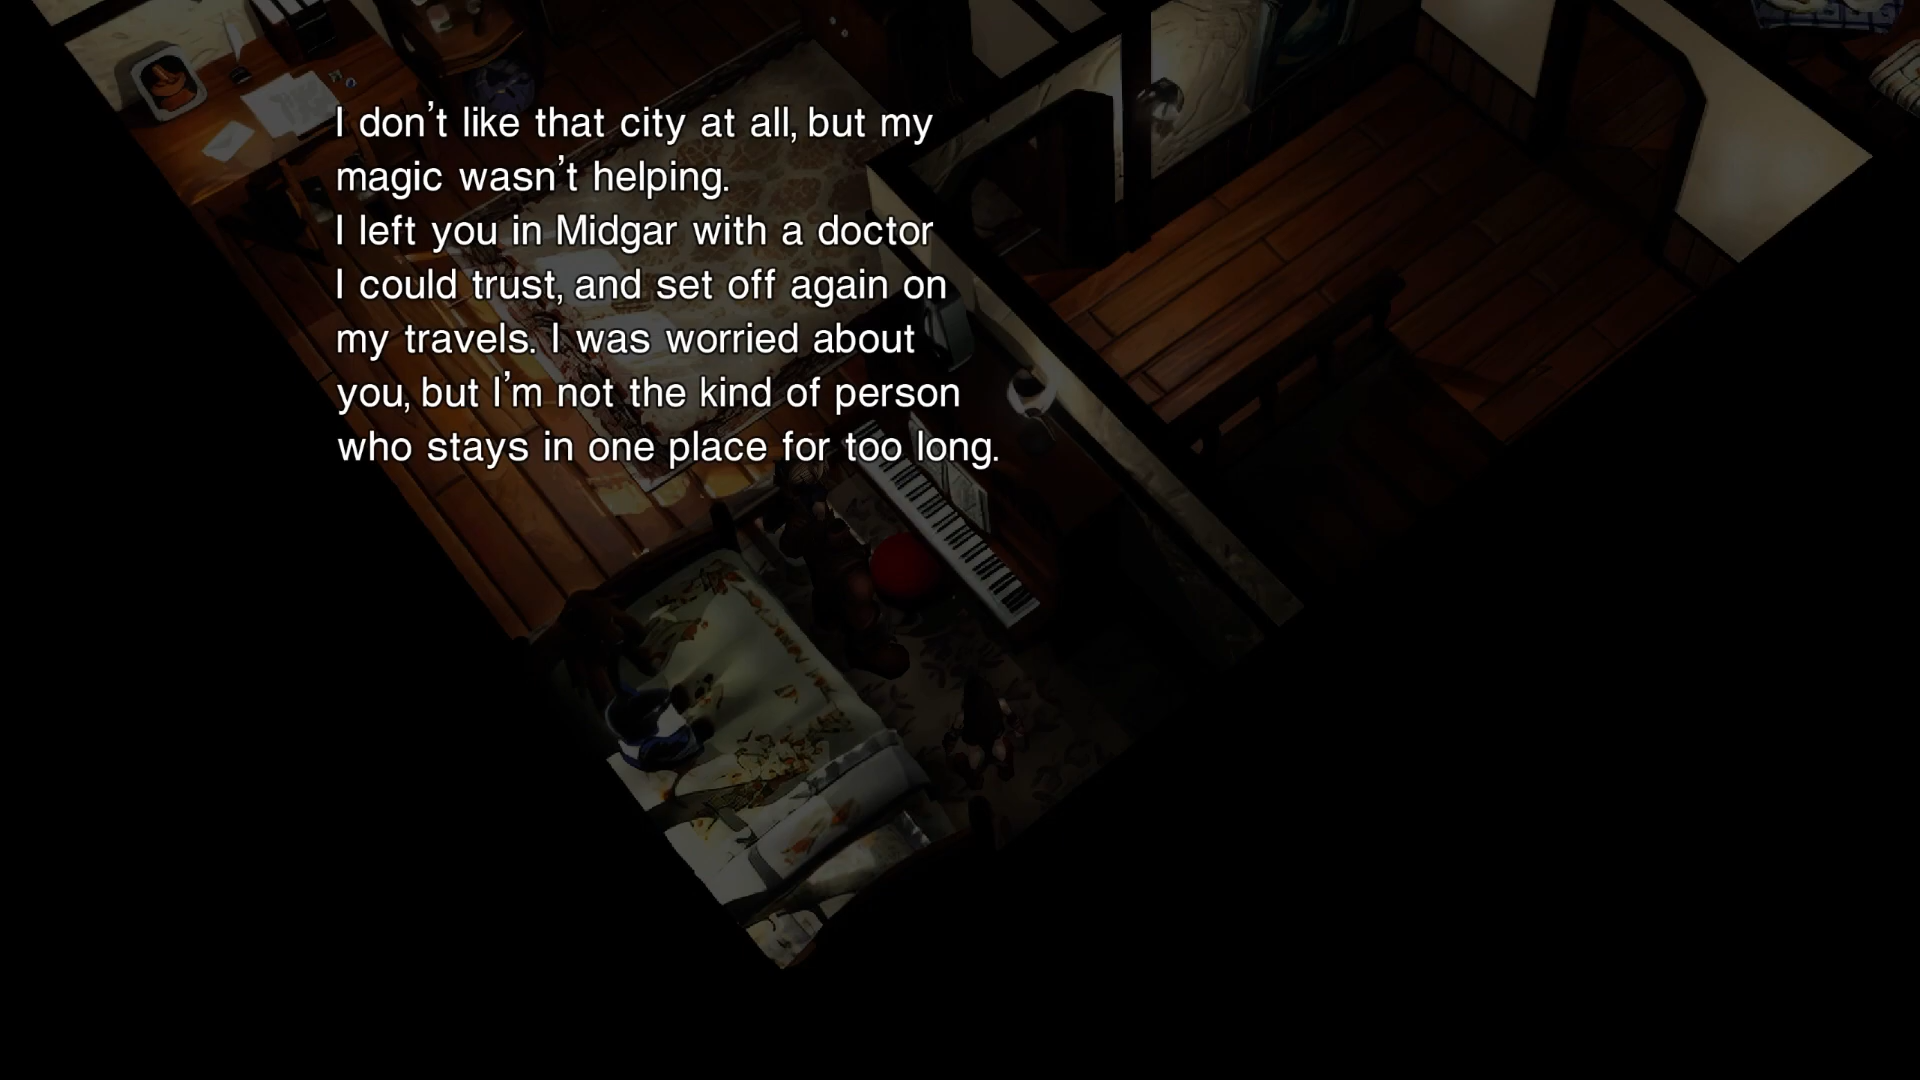 I don't like that city at all, but my
magic wasn't helping.
I left you in Midgar with a doctor
I could trust, and set off again on
my travels. I was worried about
you, but I'm not the kind of person
who stays in one place for too long.